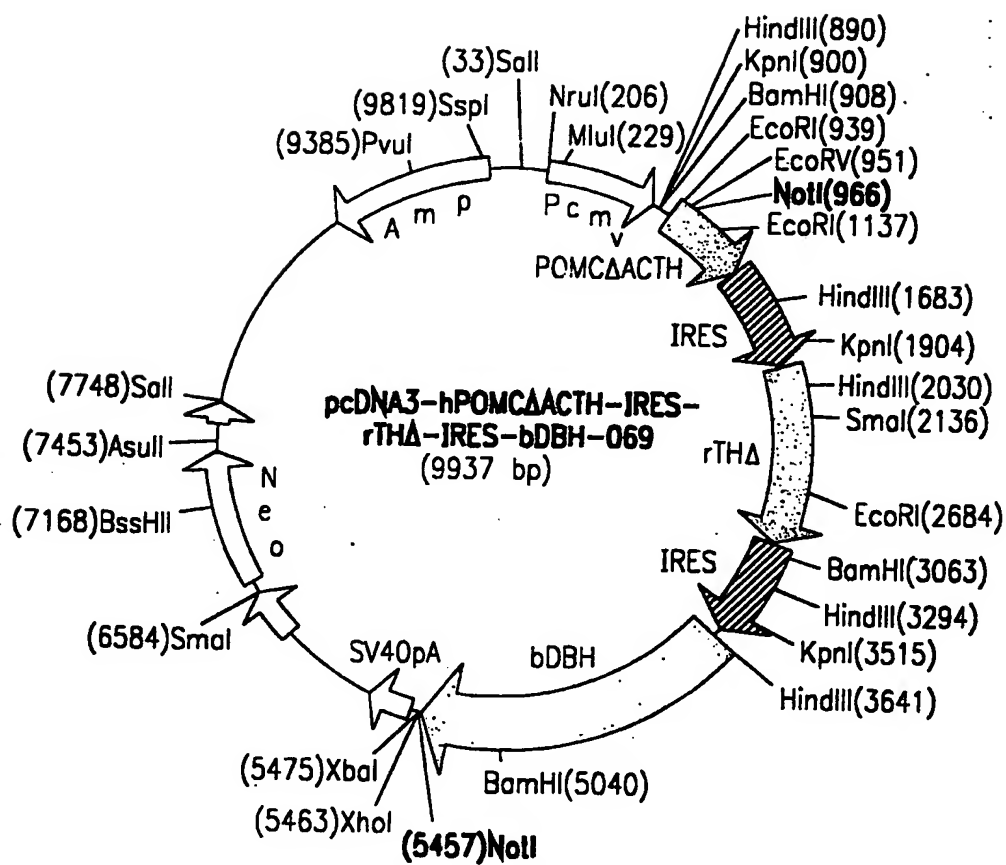 HindIII(890)
KpnI(900)
BamHI(908)
EcoRI(939)
EcoRV(951)
NotI(966)
EcoRI(1137)
(33)SalI
(9819)SspI
(9385)PvuI
NruI(206)
MluI(229)
Amp
Pcmv
POMCΔACTH
HindIII(1683)
IRES
KpnI(1904)
HindIII(2030)
SmaI(2136)
rTHΔ
EcoRI(2684)
IRES
BamHI(3063)
HindIII(3294)
KpnI(3515)
HindIII(3641)
pcDNA3-hPOMCΔACTH-IRES-
rTHΔ-IRES-bDBH-069
(9937 bp)
(7748)SalI
(7453)AsuII
(7168)BssHII
Neo
(6584)SmaI
SV40pA
bDBH
(5475)XbaI
(5463)XhoI
(5457)NotI
BamHI(5040)